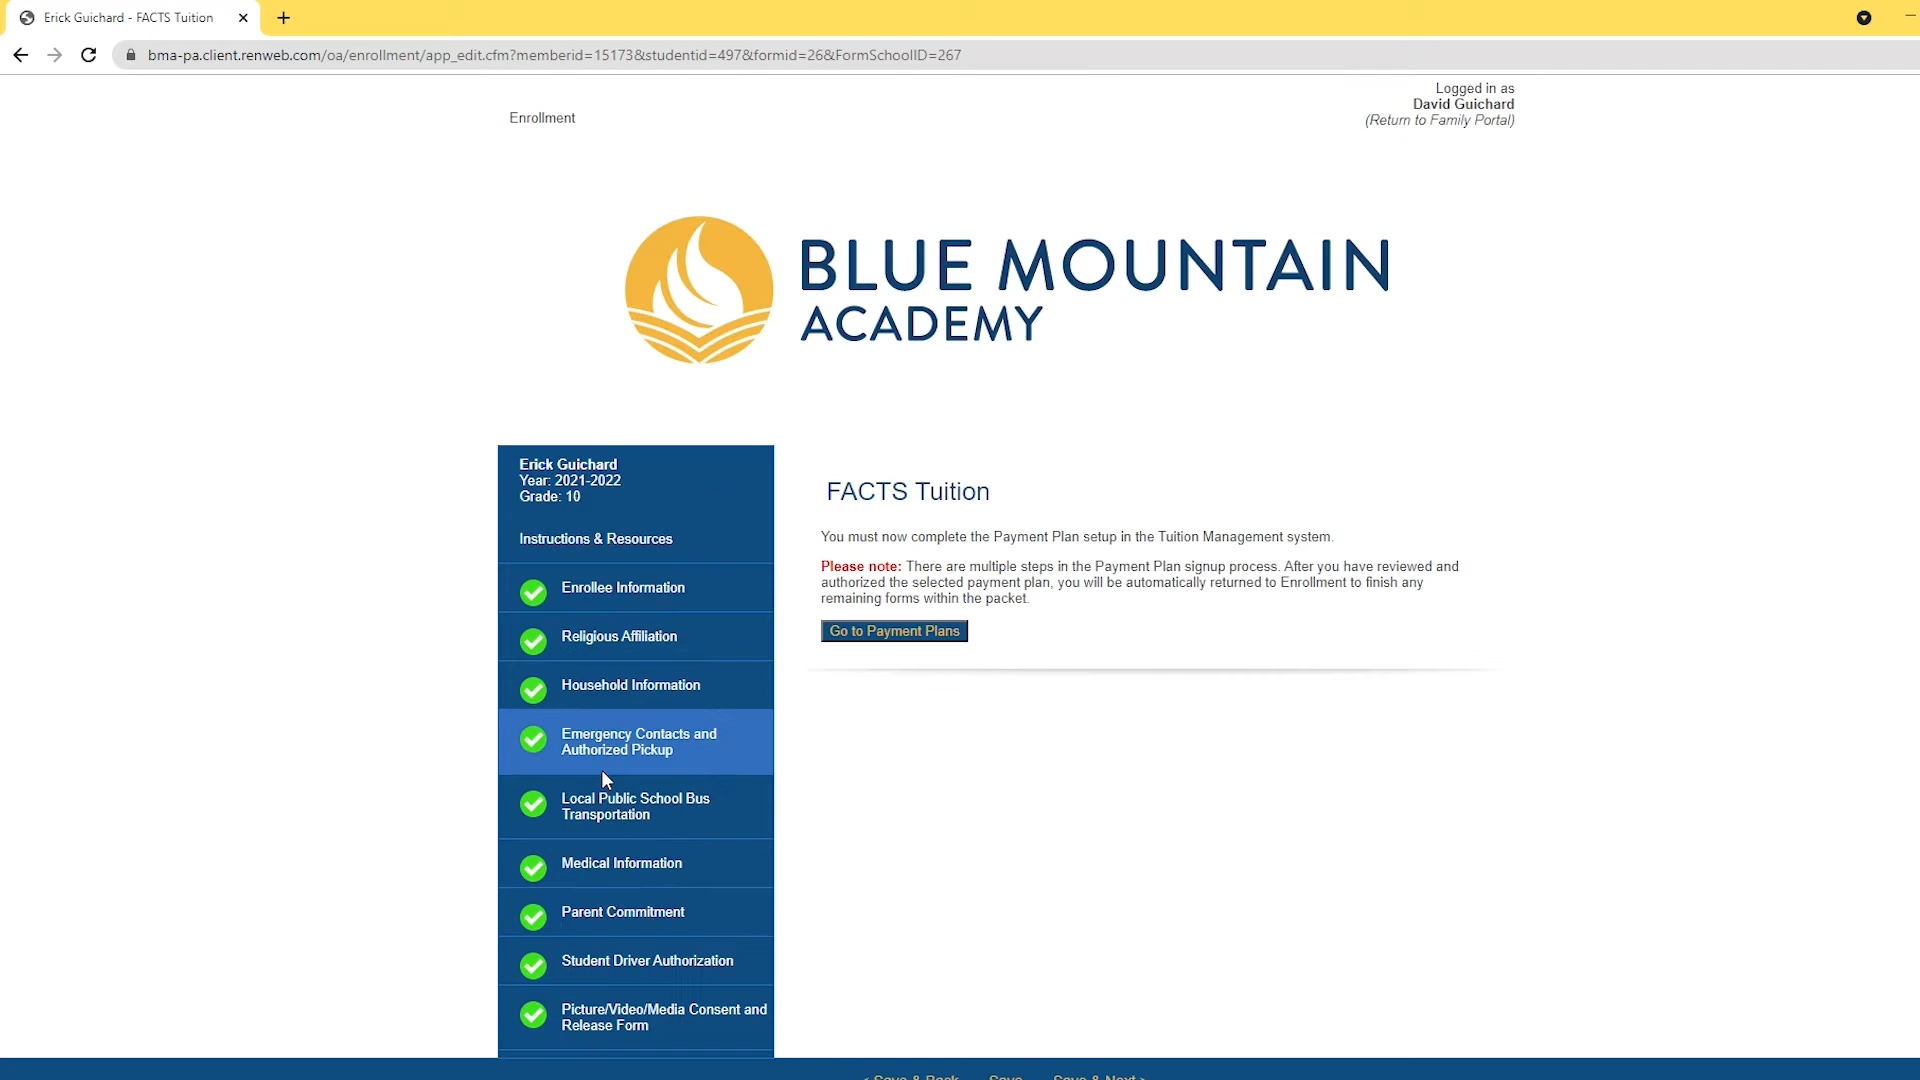 Erick Guichard - FACTS Tuition
bma-pa.client.renweb.com/oa/enrollment/app_edit.cfm?memberid=15173&studentid=497&formid=26&FormSchoolID=267
Logged in as
David Guichard
(Return to Family Portal)
Enrollment
BLUE MOUNTAIN
ACADEMY
Erick Guichard
Year: 2021-2022
Grade: 10
Instructions & Resources
Enrollee Information
Religious Affiliation
Household Information
Emergency Contacts and
Authorized Pickup
Local Public School Bus
Transportation
Medical Information
Parent Commitment
Student Driver Authorization
Picture/Video/Media Consent and
Release Form
FACTS Tuition
You must now complete the Payment Plan setup in the Tuition Management system.
Please note: There are multiple steps in the Payment Plan signup process. After you have reviewed and
authorized the selected payment plan, you will be automatically returned to Enrollment to finish any
remaining forms within the packet.
Go to Payment Plans
< Save & Back Save Save & Next >